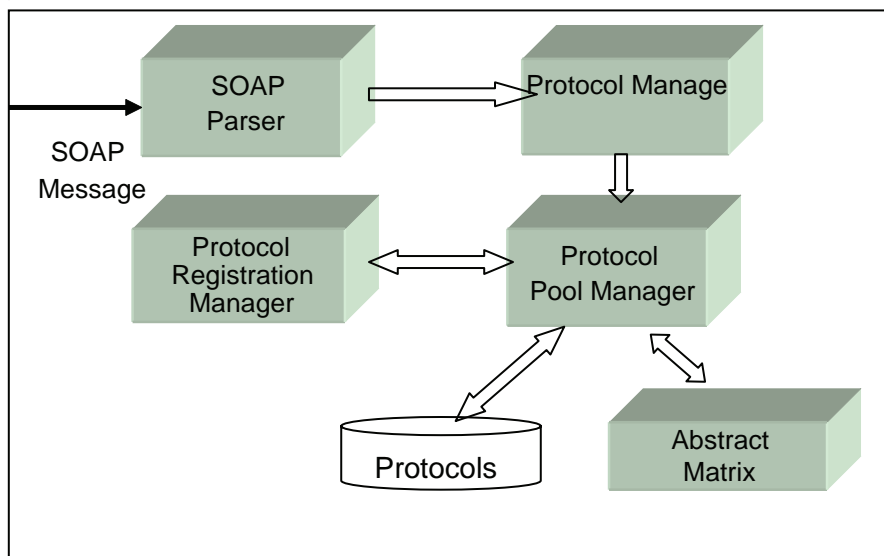 SOAP
Parser
Protocol Manage
SOAP
Message
Protocol
Registration
Manager
Protocol
Pool Manager
Protocols
Abstract
Matrix